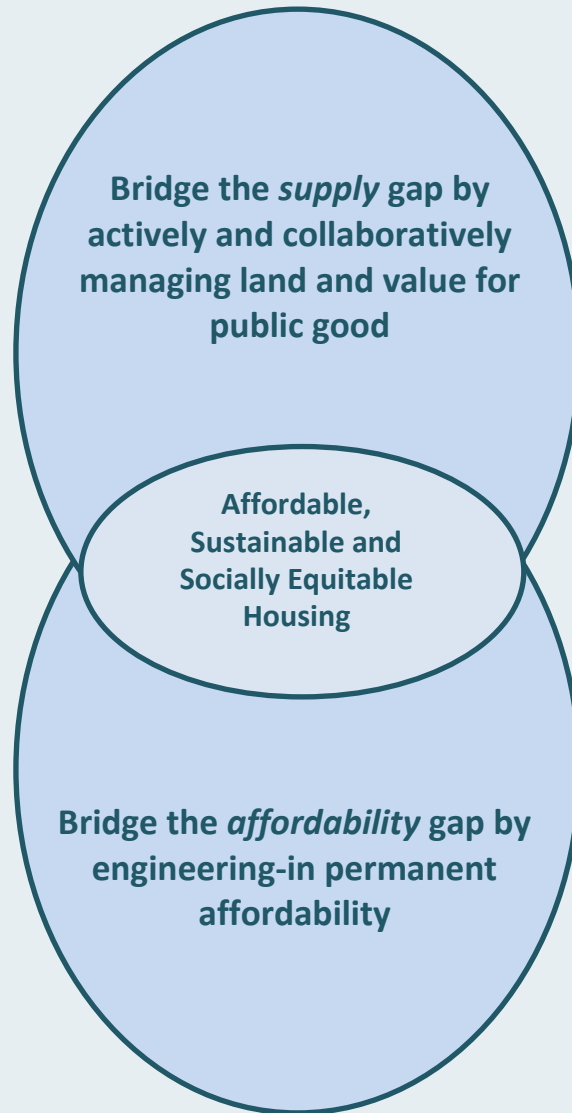 Bridge the supply gap by
actively and collaboratively
managing land and value for
public good
Affordable,
Sustainable and
Socially Equitable
Housing
Bridge the affordability gap by
engineering-in permanent
affordability